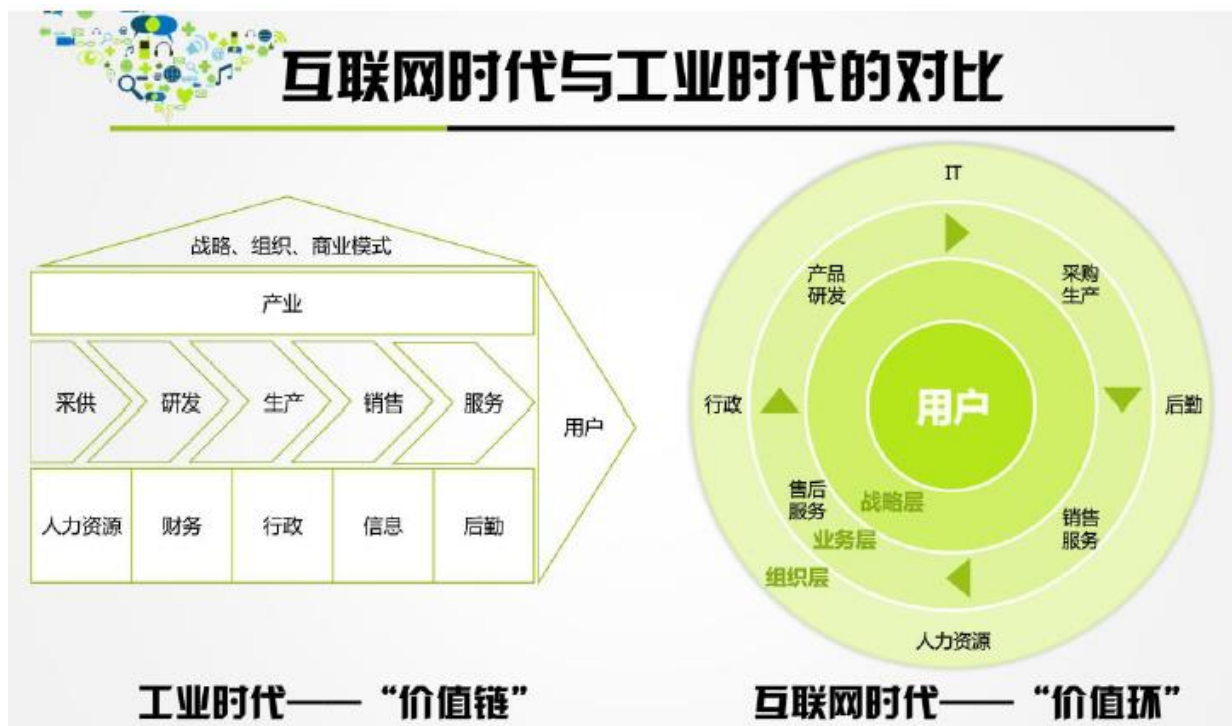 互联网时代与工业时代的对比
战略、组织、商业模式
产业
采供
研发
生产
销售
服务
用户
人力资源
财务
行政
信息
后勤
工业时代——“价值链”
IT
产品
研发
采购
生产
行政
用户
后勤
售后
服务
战略层
销售
服务
业务层
组织层
人力资源
互联网时代——“价值环”